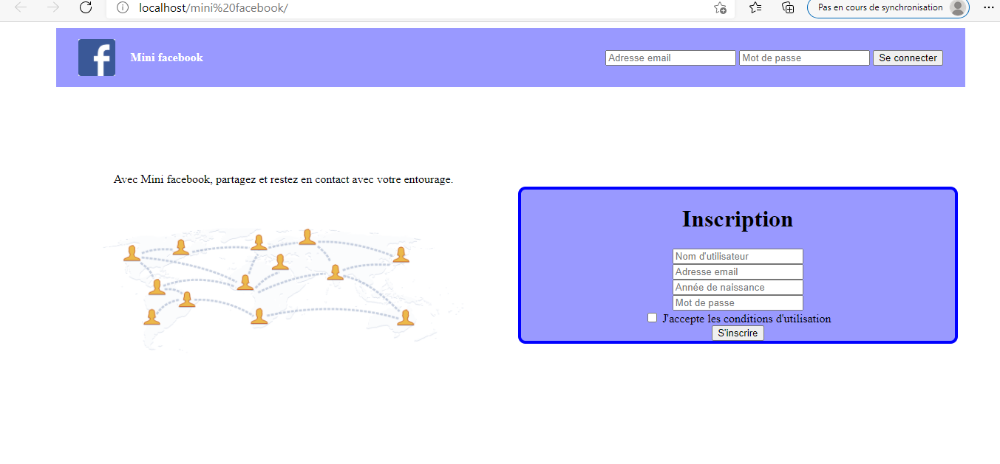 localhost/mini%20facebook/
Pas en cours de synchronisation
f Mini facebook
Adresse email Mot de passe Se connecter
Avec Mini facebook, partagez et restez en contact avec votre entourage.
Inscription
Nom d'utilisateur
Adresse email
Année de naissance
Mot de passe
J'accepte les conditions d'utilisation
S'inscrire